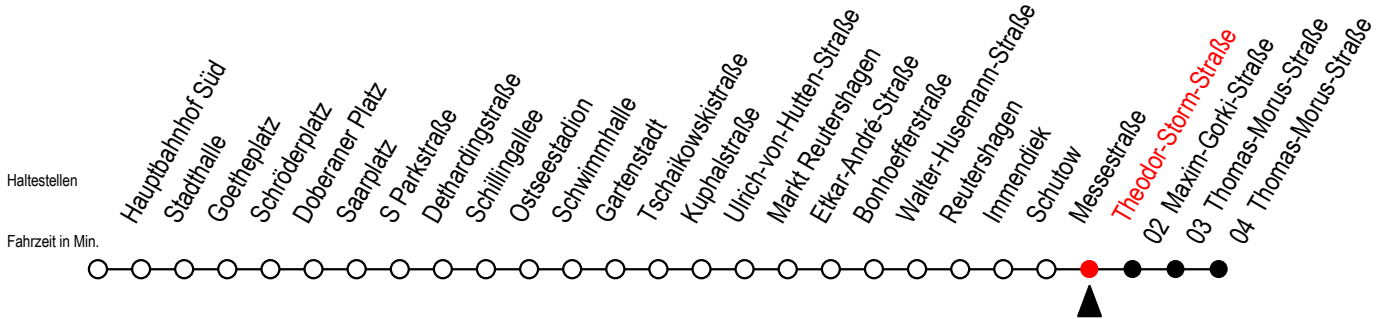 Haltestellen
Fahrzeit in Min.
Hauptbahnhof Süd
Stadthalle
Goetheplatz
Schröderplatz
Doberaner Platz
Saarplatz
S Parkstraße
Dethardingstraße
Schillingallee
Ostseestadion
Schwimmhalle
Gartenstadt
Tschaikowskistraße
Kuphalstraße
Ulrich-von-Hutten-Straße
Markt Reutershagen
Etkar-André-Straße
Bonhoefferstraße
Walter-Husemann-Straße
Reutershagen
Immendiek
Schutow
Messestraße
Theodor-Storm-Straße
02 Maxim-Gorki-Straße
03 Thomas-Morus-Straße
04 Thomas-Morus-Straße